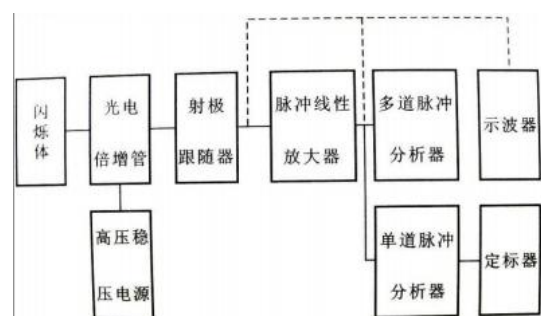 闪
烁
体
光电
倍增管
射极
跟随器
脉冲线性
放大器
多道脉冲
分析器
示波器
高压稳
压电源
单道脉冲
分析器
定标器